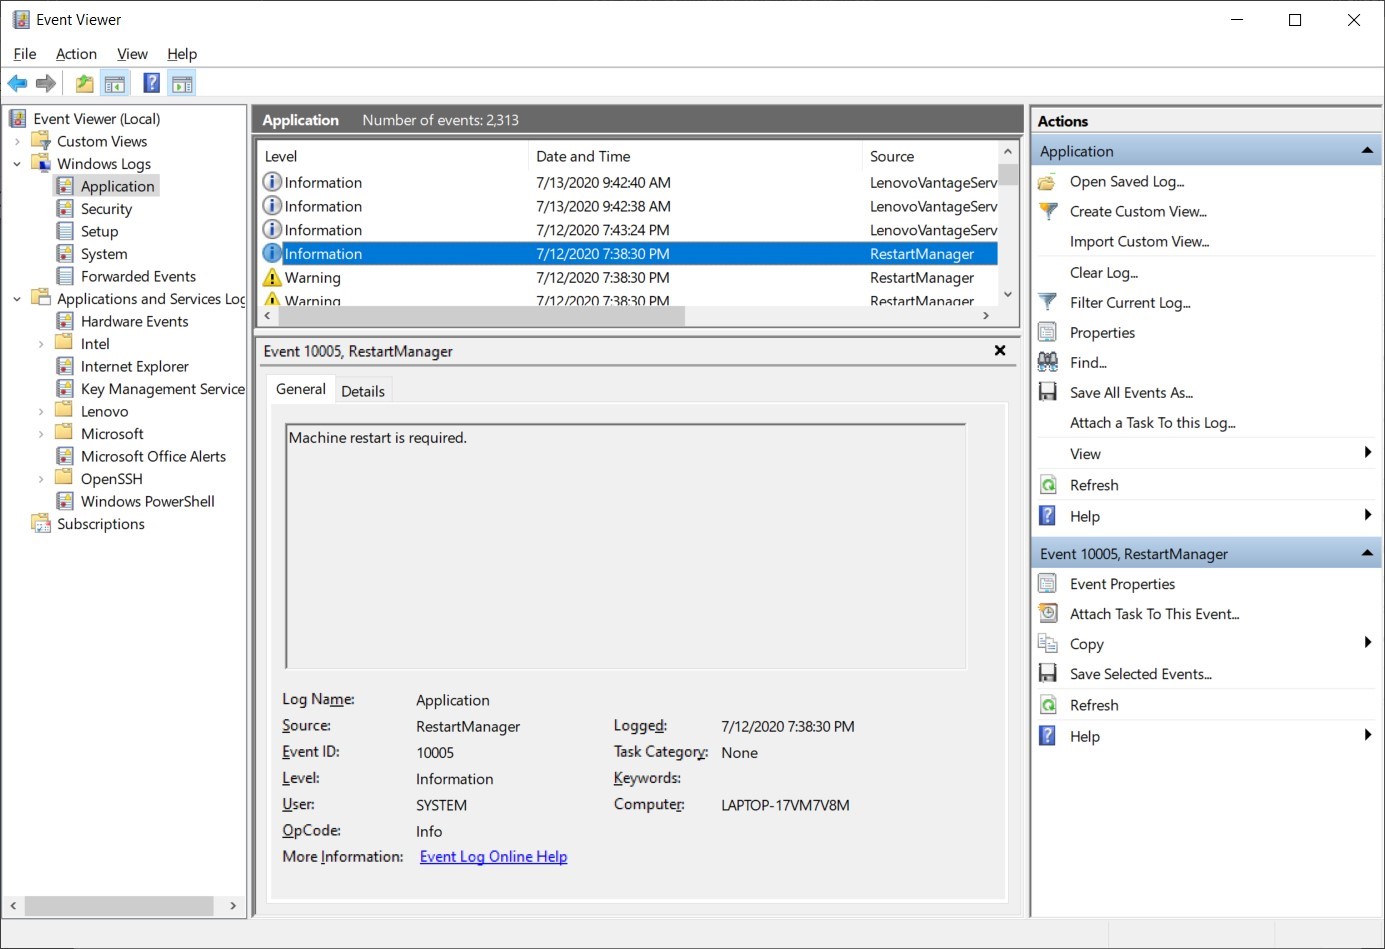 Event Viewer
File Action View Help
Event Viewer (Local)
Custom Views
Windows Logs
Application
Security
Setup
System
Forwarded Events
Applications and Services Log
Hardware Events
Intel
Internet Explorer
Key Management Service
Lenovo
Microsoft
Microsoft Office Alerts
OpenSSH
Windows PowerShell
Subscriptions
Application Number of events: 2,313
Level Date and Time Source
Information 7/13/2020 9:42:40 AM LenovoVantageServ
Information 7/13/2020 9:42:38 AM LenovoVantageServ
Information 7/12/2020 7:43:24 PM LenovoVantageServ
Information 7/12/2020 7:38:30 PM RestartManager
Warning 7/12/2020 7:38:30 PM RestartManager
Warning 7/12/2020 7:38:30 PM RestartManager
Event 10005, RestartManager
General Details
Machine restart is required.
Log Name: Application
Source: RestartManager Logged: 7/12/2020 7:38:30 PM
Event ID: 10005 Task Category: None
Level: Information Keywords:
User: SYSTEM Computer: LAPTOP-17VM7V8M
OpCode: Info
More Information: Event Log Online Help
Actions
Application
Open Saved Log...
Create Custom View...
Import Custom View...
Clear Log...
Filter Current Log...
Properties
Find...
Save All Events As...
Attach a Task To this Log...
View
Refresh
Help
Event 10005, RestartManager
Event Properties
Attach Task To This Event...
Copy
Save Selected Events...
Refresh
Help